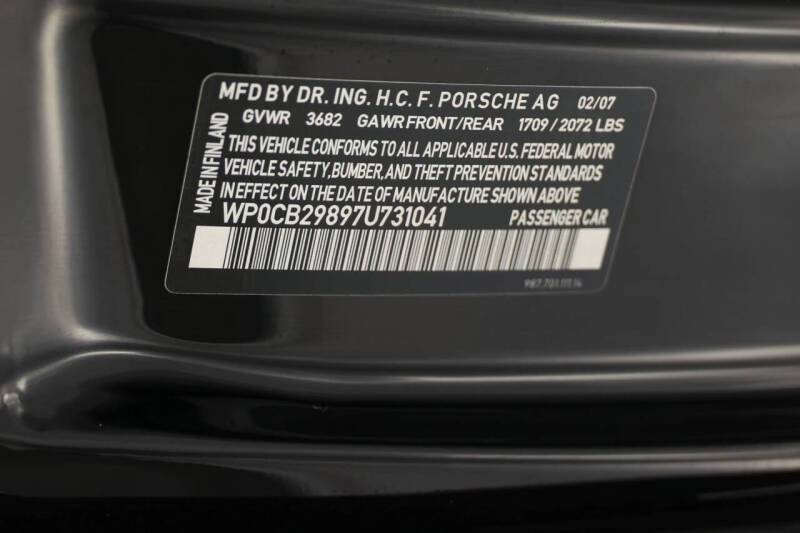 MFD BY DR. ING. H.C. F. PORSCHE AG 02/07
GVWR 3682 GAWR FRONT/REAR 1709 / 2072 LBS
THIS VEHICLE CONFORMS TO ALL APPLICABLE U.S. FEDERAL MOTOR
VEHICLE SAFETY, BUMBER, AND THEFT PREVENTION STANDARDS
IN EFFECT ON THE DATE OF MANUFACTURE SHOWN ABOVE
WP0CB29897U731041 PASSENGER CAR
MADE IN FINLAND